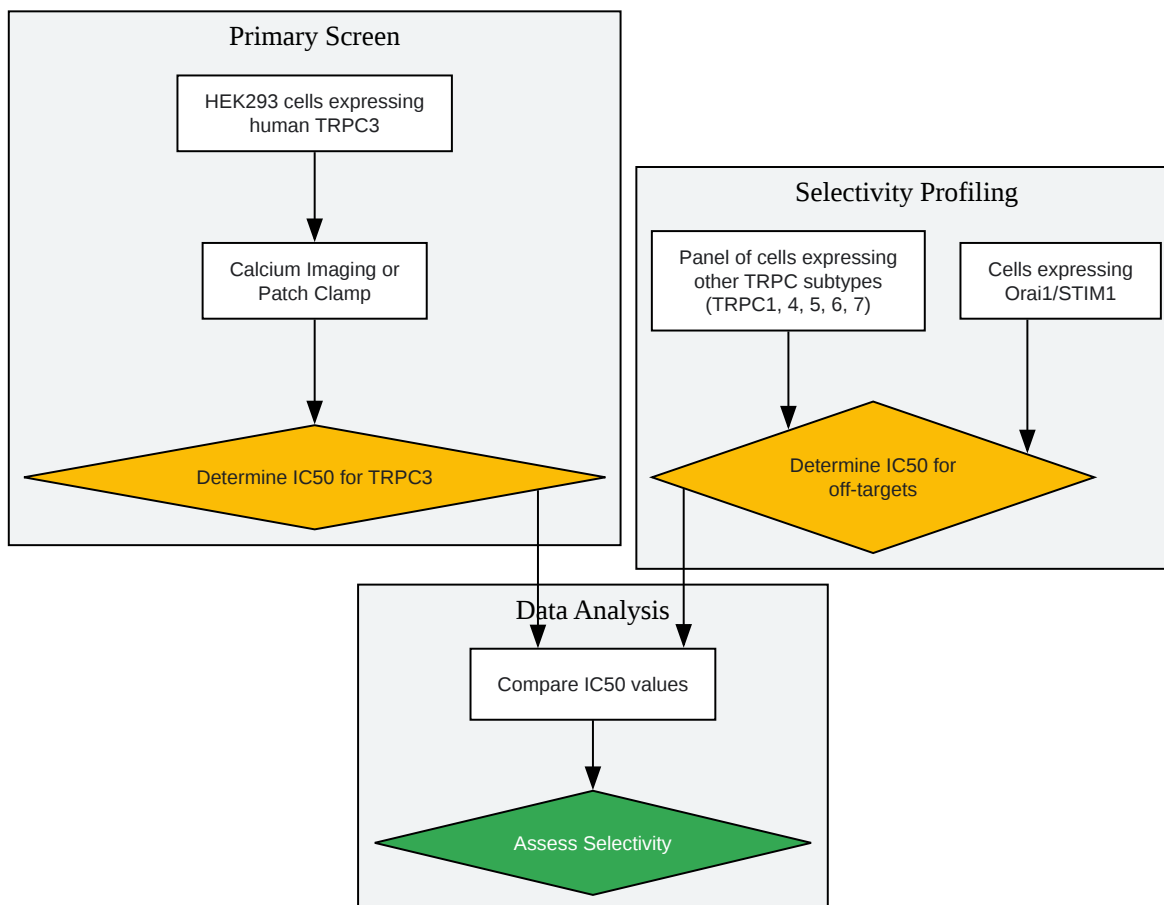 Primary Screen
HEK293 cells expressing
human TRPC3
Calcium Imaging or
Patch Clamp
Determine IC50 for TRPC3
Selectivity Profiling
Panel of cells expressing
other TRPC subtypes
(TRPC1, 4, 5, 6, 7)
Cells expressing
Orai1/STIM1
Determine IC50 for
off-targets
Data Analysis
Compare IC50 values
Assess Selectivity